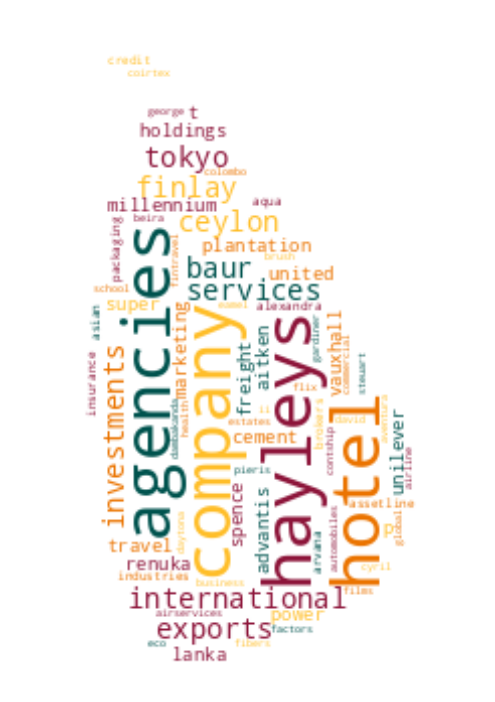 credit
coirtex
george t
holdings
tokyo
colombo
finlay
millennium
aqua
beira
ceylon
packaging
plantation
fintravel
brush
baur
united
school
services
super
alexandra
asian
agencies
marketing
company
hayleys
gardiner
vauxhall
commercial
freight
aitken
steuart
insurance
investments
health
dambakanda
flix
hotel
estates
david
aventura
cement
brokers
unilever
airline
pieris
contship
spence
advantis
assetline
p
global
travel
daytona
arvana
automobiles
renuka
cyril
industries
business
films
international
airservices
power
exports
factors
eco
fibers
lanka